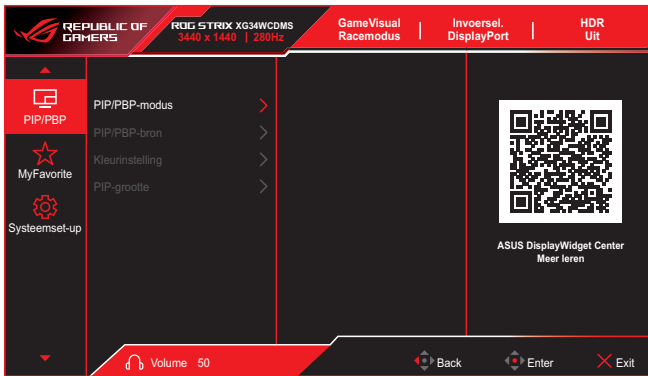 REPUBLIC OF
GAMERS
ROG STRIX XG34WCDMS
3440 x 1440 | 280Hz
GameVisual
Racemodus
Invoersel.
DisplayPort
HDR
Uit
PIP/PBP
MyFavorite
Systeemset-up
PIP/PBP-modus
PIP/PBP-bron
Kleurinstelling
PIP-grootte
ASUS DisplayWidget Center
Meer leren
Volume 50
Back
Enter
Exit